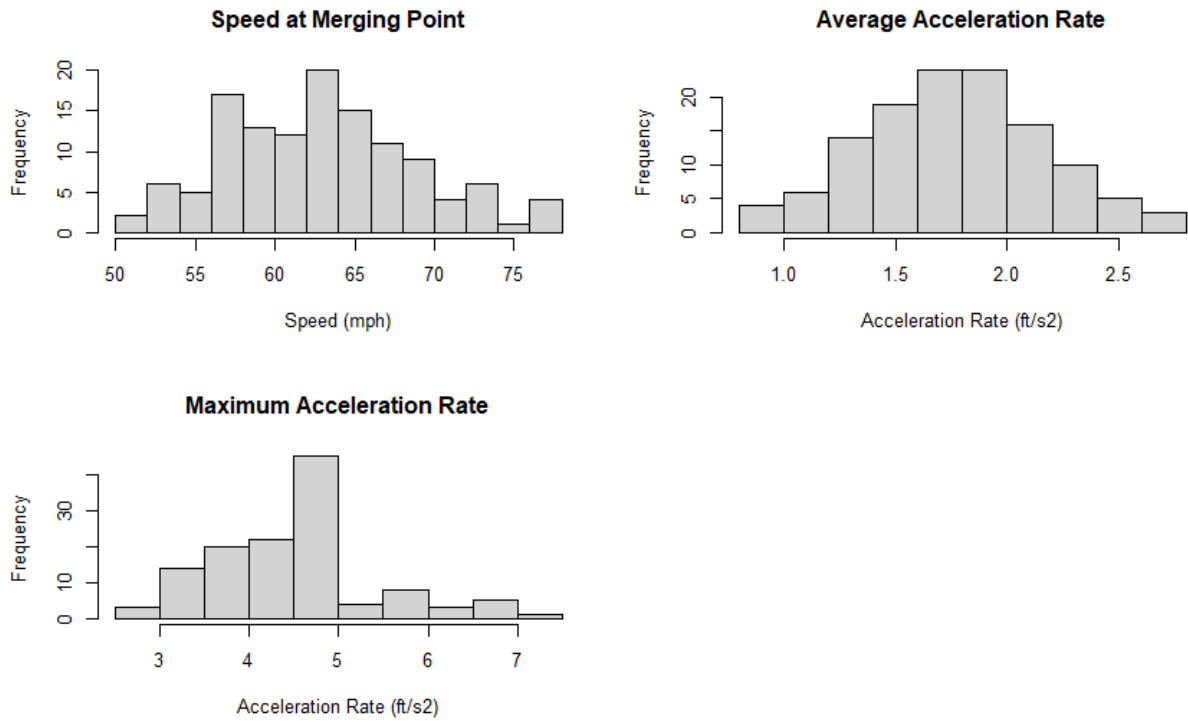 Speed at Merging Point
Frequency
0 5 10 15 20
50 55 60 65 70 75
Speed (mph)
Average Acceleration Rate
Frequency
0 5 10 20
1.0 1.5 2.0 2.5
Acceleration Rate (ft/s2)
Maximum Acceleration Rate
Frequency
0 10 30
3 4 5 6 7
Acceleration Rate (ft/s2)